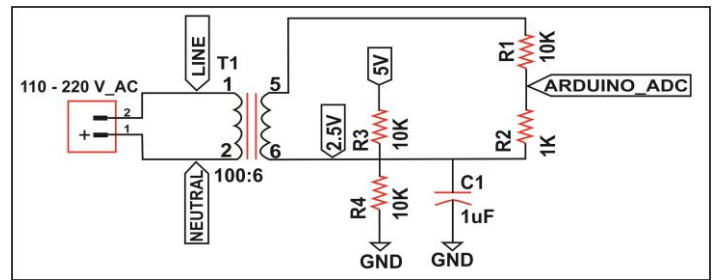 110 - 220 V_AC
2
+
1
LINE
NEUTRAL
T1
1
5
2
6
100:6
2.5V
5V
R3
10K
R4
10K
GND
C1
1uF
GND
R1
10K
ARDUINO_ADC
R2
1K